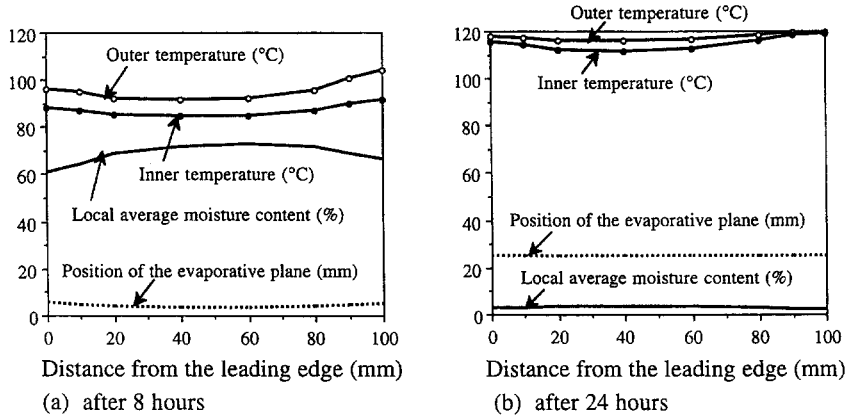 120
100
80
60
40
20
0
Outer temperature (°C)
Inner temperature (°C)
Local average moisture content (%)
Position of the evaporative plane (mm)
0 20 40 60 80 100
Distance from the leading edge (mm)
(a) after 8 hours
Outer temperature (°C)
120
100
80
60
40
20
0
Inner temperature (°C)
Position of the evaporative plane (mm)
Local average moisture content (%)
0 20 40 60 80 100
Distance from the leading edge (mm)
(b) after 24 hours